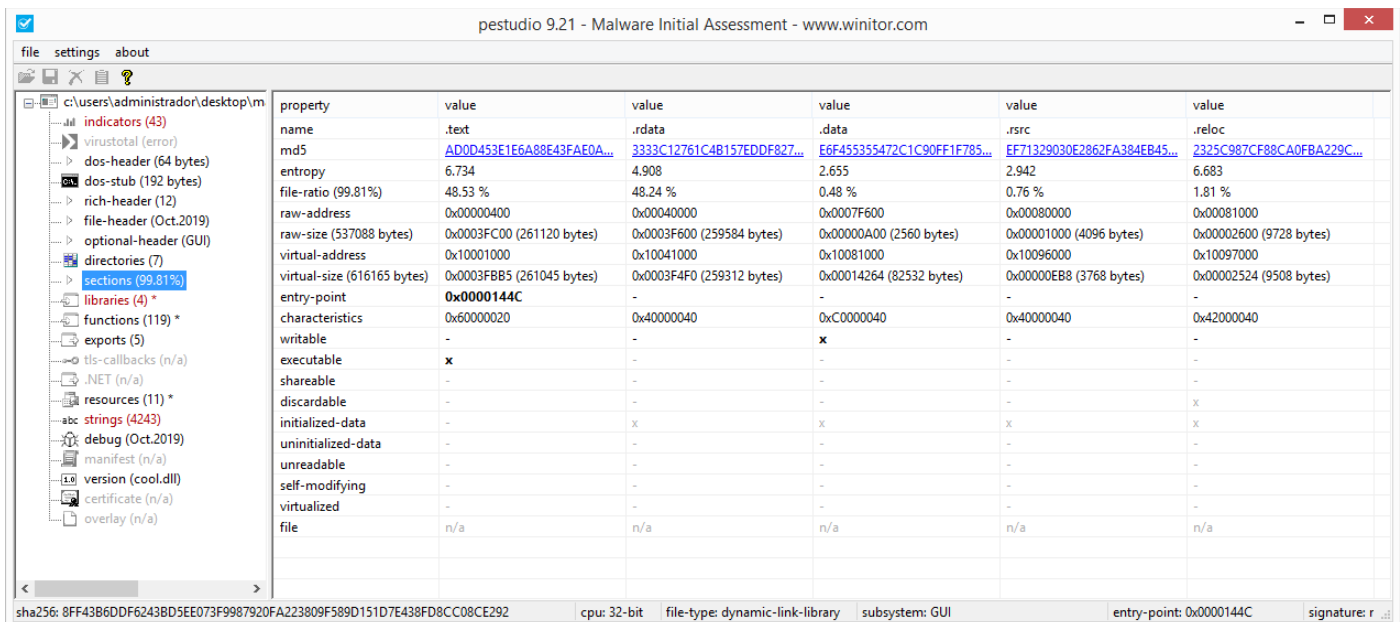 pestudio 9.21 - Malware Initial Assessment - www.winitor.com
file settings about
c:\users\administrador\desktop\m
indicators (43)
virustotal (error)
dos-header (64 bytes)
dos-stub (192 bytes)
rich-header (12)
file-header (Oct.2019)
optional-header (GUI)
directories (7)
sections (99.81%)
libraries (4) *
functions (119) *
exports (5)
tls-callbacks (n/a)
.NET (n/a)
resources (11) *
abc strings (4243)
debug (Oct.2019)
manifest (n/a)
1.0 version (cool.dll)
certificate (n/a)
overlay (n/a)
property value value value value value
name .text .rdata .data .rsrc .reloc
md5 AD0D453E1E6A88E43FAE0A... 3333C12761C4B157EDDF827... E6F455355472C1C90FF1F785... EF71329030E2862FA384EB45... 2325C987CF88CA0FBA229C...
entropy 6.734 4.908 2.655 2.942 6.683
file-ratio (99.81%) 48.53 % 48.24 % 0.48 % 0.76 % 1.81 %
raw-address 0x00000400 0x00040000 0x0007F600 0x00080000 0x00081000
raw-size (537088 bytes) 0x0003FC00 (261120 bytes) 0x0003F600 (259584 bytes) 0x00000A00 (2560 bytes) 0x00001000 (4096 bytes) 0x00002600 (9728 bytes)
virtual-address 0x10001000 0x10041000 0x10081000 0x10096000 0x10097000
virtual-size (616165 bytes) 0x0003FBB5 (261045 bytes) 0x0003F4F0 (259312 bytes) 0x00014264 (82532 bytes) 0x00000EB8 (3768 bytes) 0x00002524 (9508 bytes)
entry-point 0x0000144C - - - -
characteristics 0x60000020 0x40000040 0xC0000040 0x40000040 0x42000040
writable - - x - -
executable x - - - -
shareable - - - - -
discardable - - - - x
initialized-data - x x x x
uninitialized-data - - - - -
unreadable - - - - -
self-modifying - - - - -
virtualized - - - - -
file n/a n/a n/a n/a n/a
sha256: 8FF43B6DDF6243BD5EE073F9987920FA223809F589D151D7E438FD8CC08CE292 cpu: 32-bit file-type: dynamic-link-library subsystem: GUI entry-point: 0x0000144C signature: r